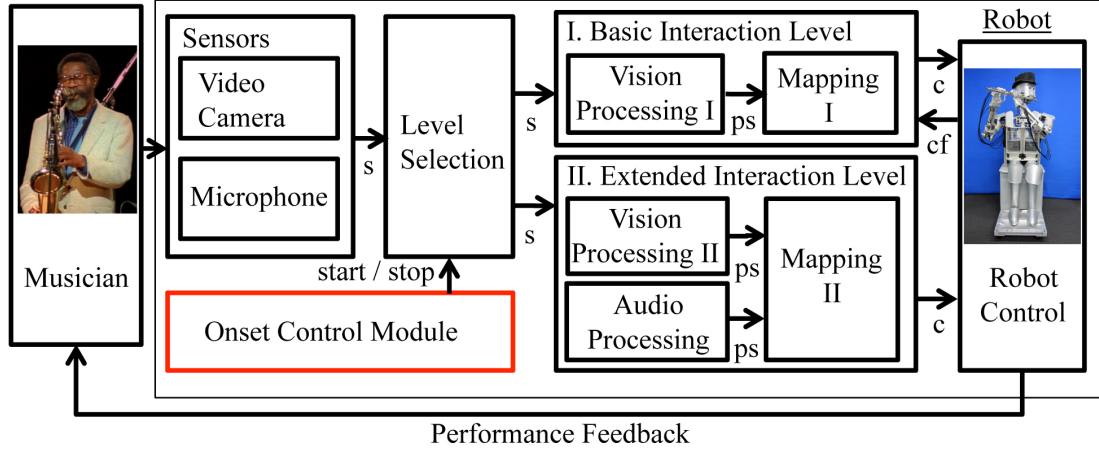 Musician
Sensors
Video
Camera
Microphone
s
Level
Selection
start / stop
Onset Control Module
s
s
I. Basic Interaction Level
Vision
Processing I
ps
Mapping
I
II. Extended Interaction Level
Vision
Processing II
ps
Audio
Processing
ps
Mapping
II
c
cf
c
Robot
Robot
Control
Performance Feedback